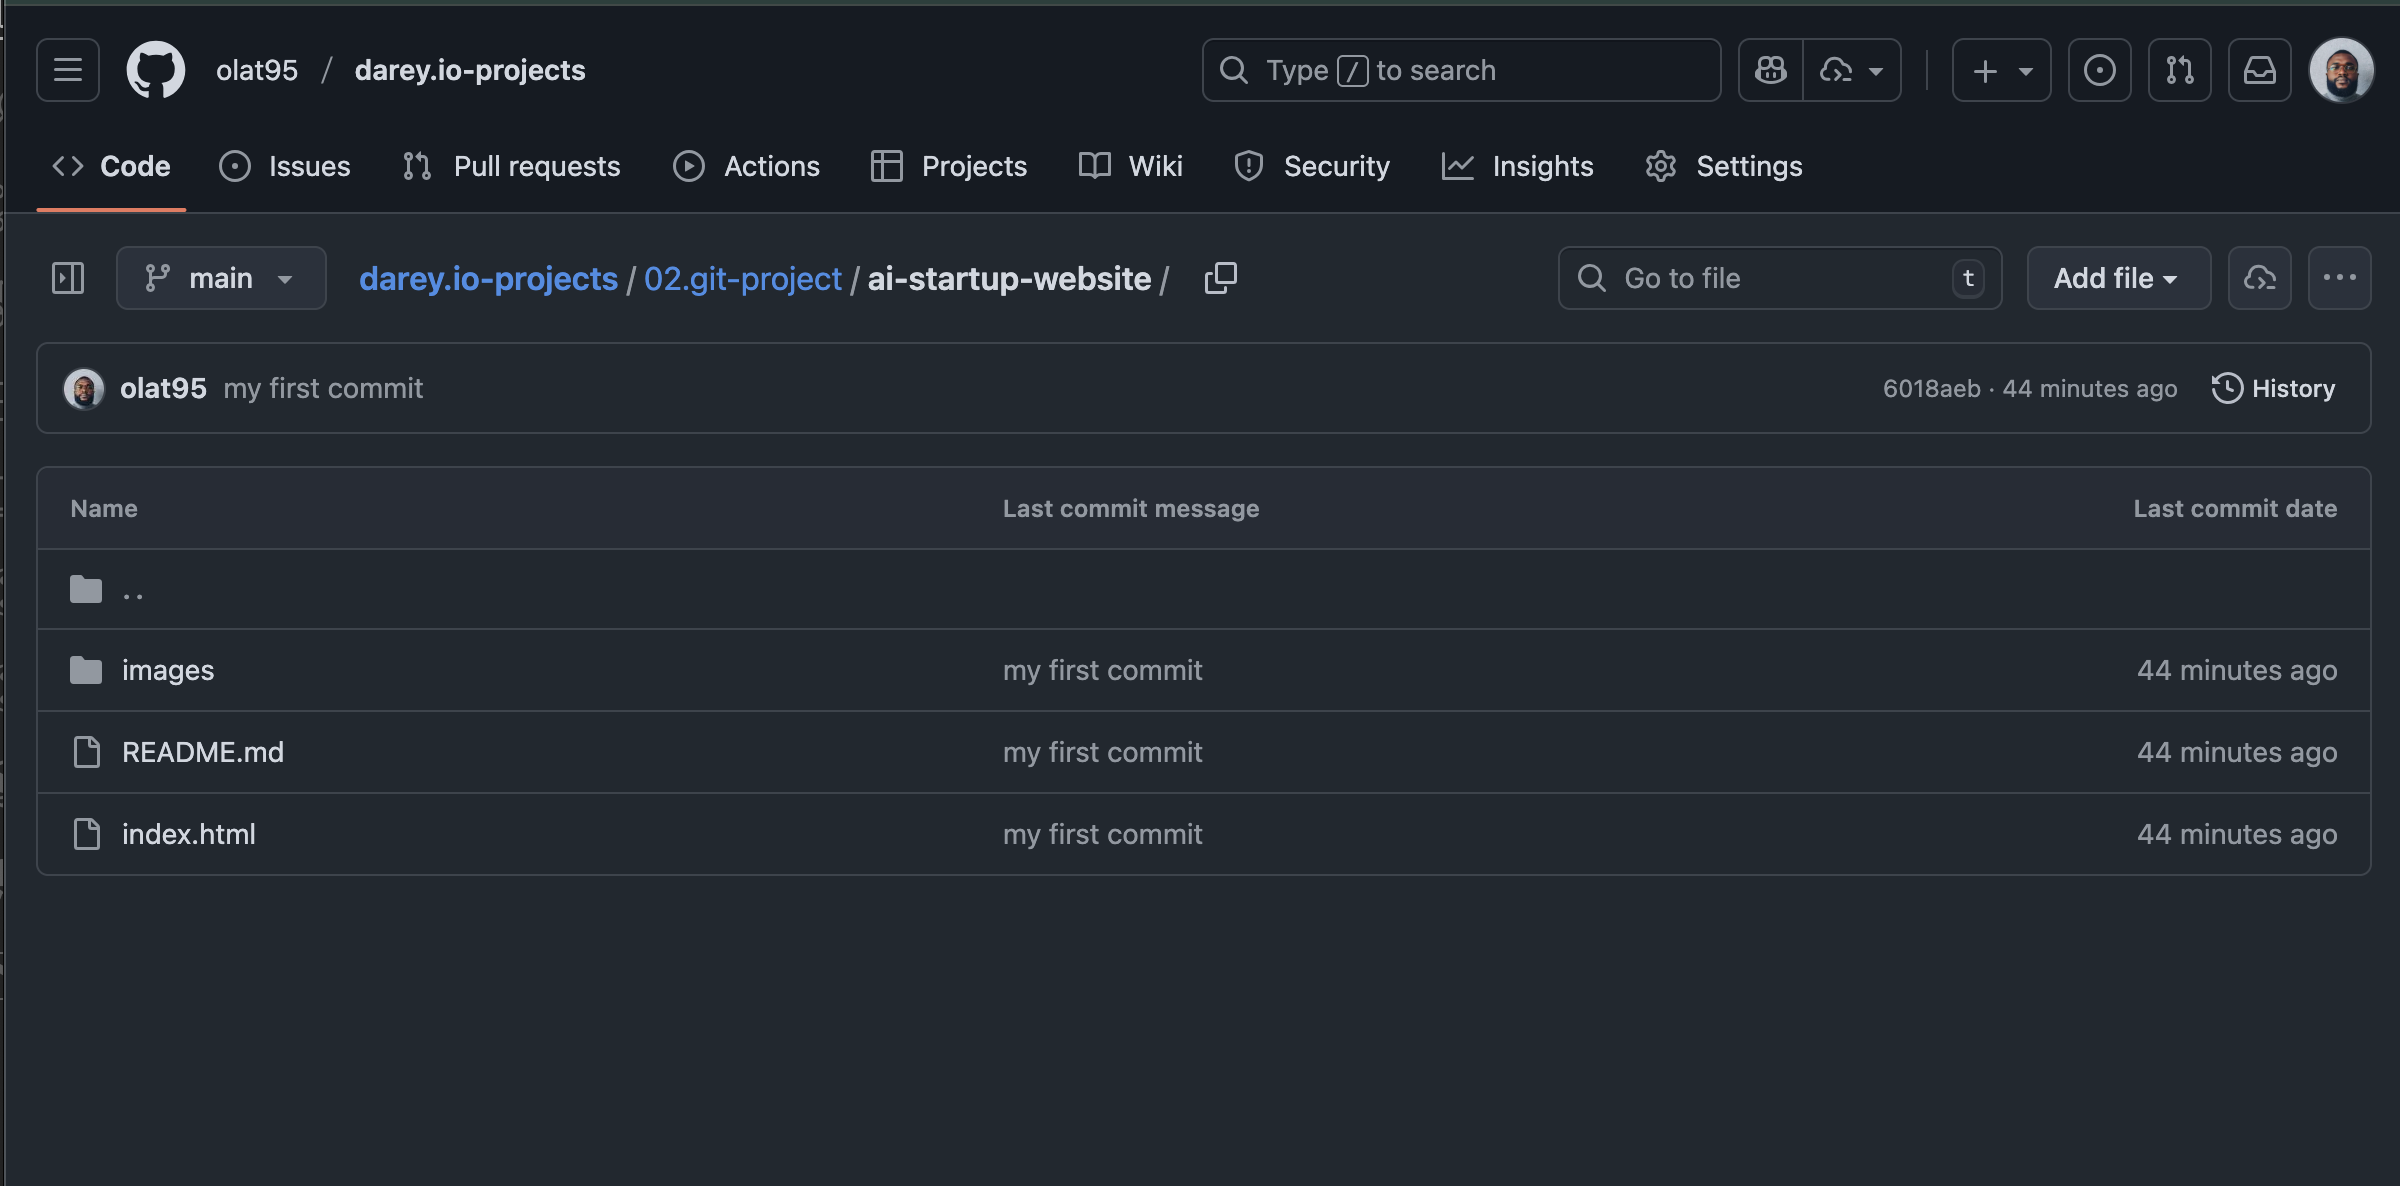 olat95 / darey.io-projects
Type / to search
Code
Issues
Pull requests
Actions
Projects
Wiki
Security
Insights
Settings
main
darey.io-projects / 02.git-project / ai-startup-website /
Go to file
t
Add file
olat95 my first commit
6018aeb · 44 minutes ago
History
Name
Last commit message
Last commit date
..
images
my first commit
44 minutes ago
README.md
my first commit
44 minutes ago
index.html
my first commit
44 minutes ago